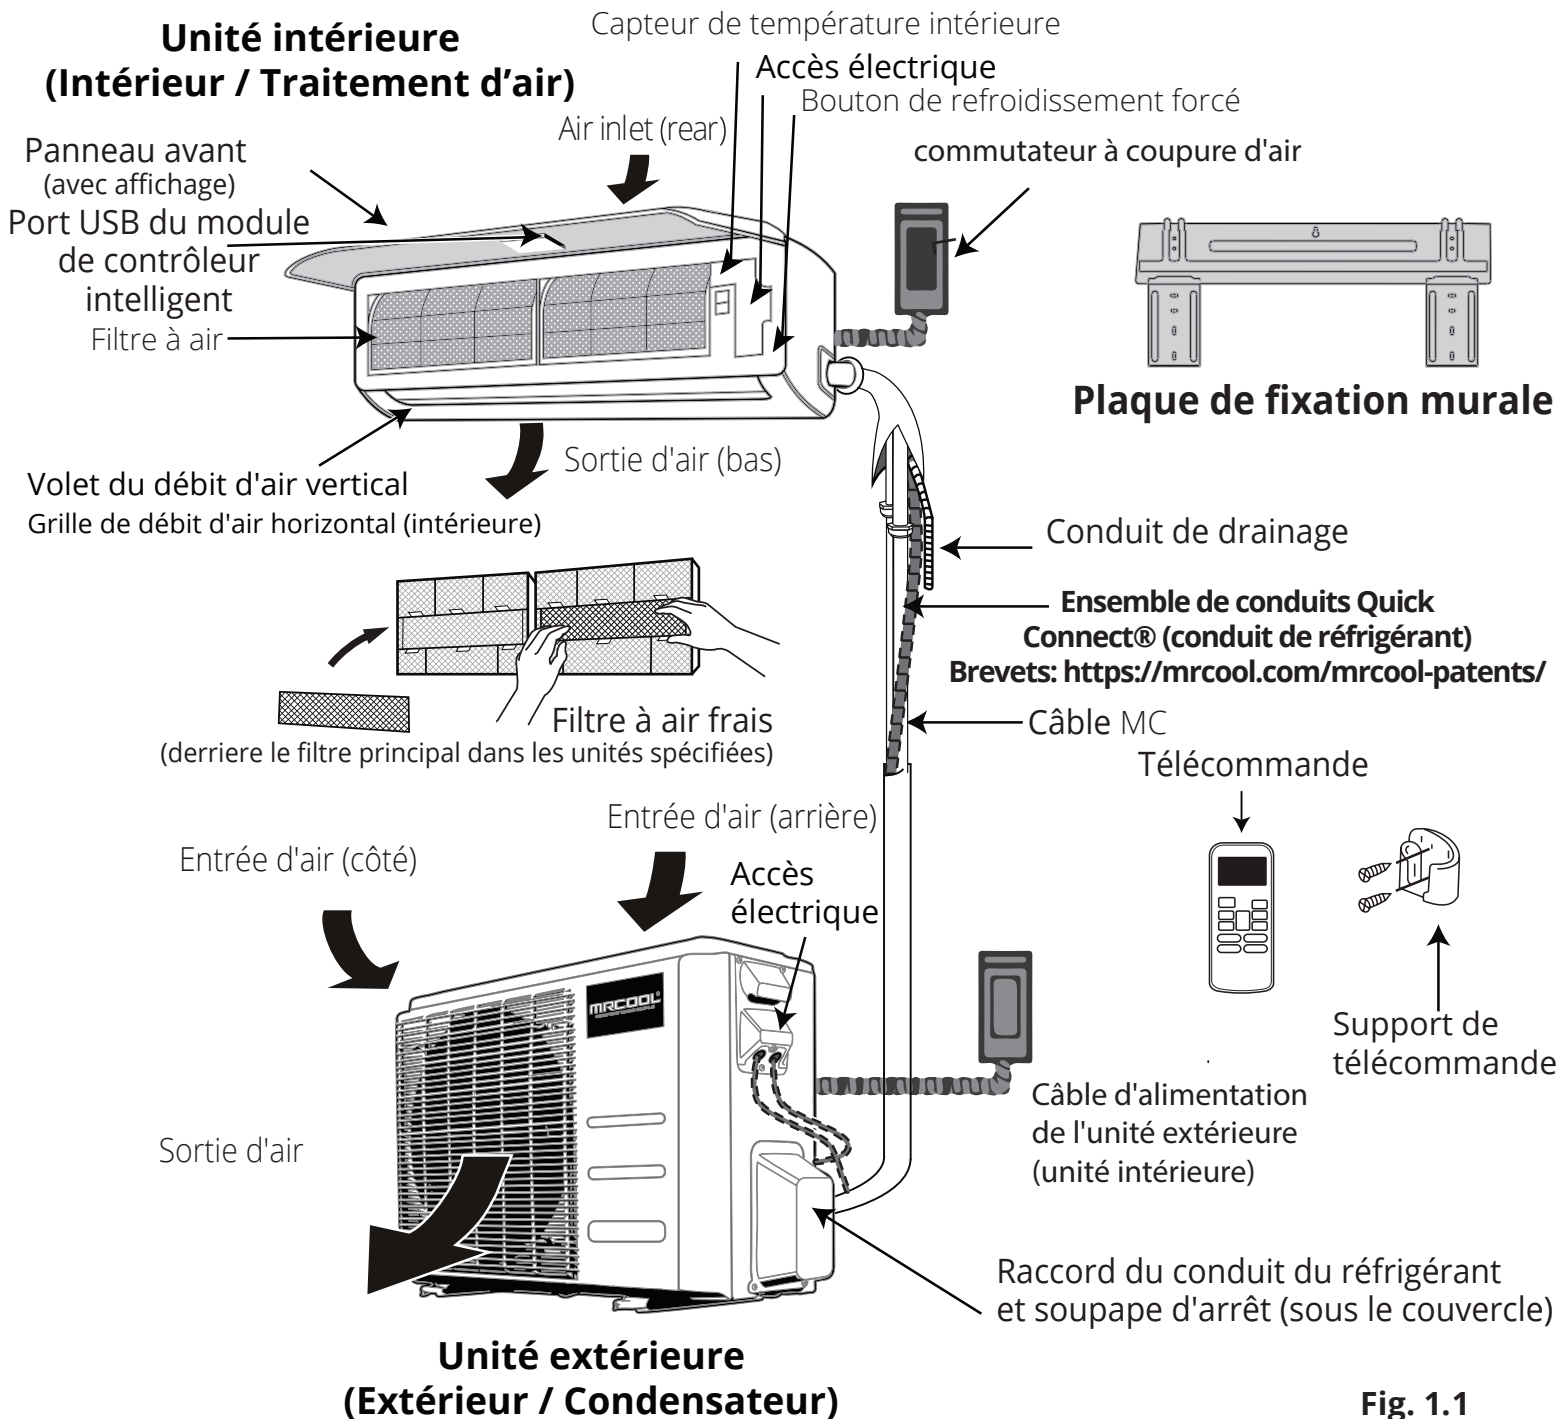 Unité intérieure
(Intérieur / Traitement d'air)
Capteur de température intérieure
Accès électrique
Bouton de refroidissement forcé
Air inlet (rear)
commutateur à coupure d'air
Panneau avant
(avec affichage)
Port USB du module
de contrôleur
intelligent
Filtre à air
Plaque de fixation murale
Sortie d'air (bas)
Volet du débit d'air vertical
Grille de débit d'air horizontal (intérieure)
Conduit de drainage
Ensemble de conduits Quick
Connect® (conduit de réfrigérant)
Brevets: https://mrcool.com/mrcool-patents/
Filtre à air frais
(derriere le filtre principal dans les unités spécifiées)
Câble MC
Télécommande
Entrée d'air (arrière)
Entrée d'air (côté)
Accès
électrique
MRCOOL®
Support de
télécommande
Câble d'alimentation
de l'unité extérieure
(unité intérieure)
Sortie d'air
Raccord du conduit du réfrigérant
et soupape d'arrêt (sous le couvercle)
Unité extérieure
(Extérieur / Condensateur)
Fig. 1.1